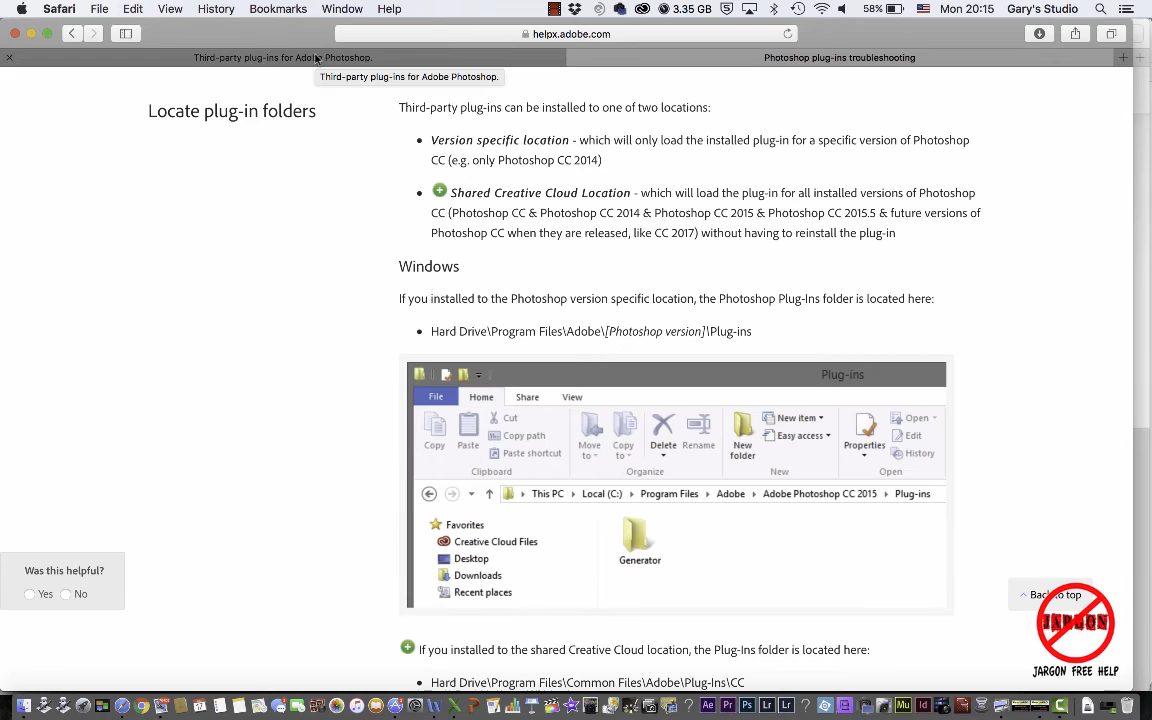 Safari File Edit View History Bookmarks Window Help 3.35 GB 5 58% Mon 20:15 Gary's Studio
helpx.adobe.com
Third-party plug-ins for Adobe Photoshop. Photoshop plug-ins troubleshooting
Third-party plug-ins for Adobe Photoshop.
Locate plug-in folders
Third-party plug-ins can be installed to one of two locations:
Version specific location - which will only load the installed plug-in for a specific version of Photoshop
CC (e.g. only Photoshop CC 2014)
Shared Creative Cloud Location - which will load the plug-in for all installed versions of Photoshop
CC (Photoshop CC & Photoshop CC 2014 & Photoshop CC 2015 & Photoshop CC 2015.5 & future versions of
Photoshop CC when they are released, like CC 2017) without having to reinstall the plug-in
Windows
If you installed to the Photoshop version specific location, the Photoshop Plug-Ins folder is located here:
Hard Drive\Program Files\Adobe\[Photoshop version]\Plug-ins
Plug-ins
File Home Share View
Copy Paste Cut Copy path Paste shortcut
Clipboard
Move to Copy to Delete Rename
Organize
New folder New item Easy access
New
Properties Open Edit History
Open
This PC Local (C:) Program Files Adobe Adobe Photoshop CC 2015 Plug-ins
Favorites
Creative Cloud Files
Desktop
Downloads
Recent places
Generator
Was this helpful?
Yes No
Back to top
JARGON
JARGON FREE HELP
If you installed to the shared Creative Cloud location, the Plug-Ins folder is located here:
Hard Drive\Program Files\Common Files\Adobe\Plug-Ins\CC
Ae Pr Ps Lr Lr Mu Id